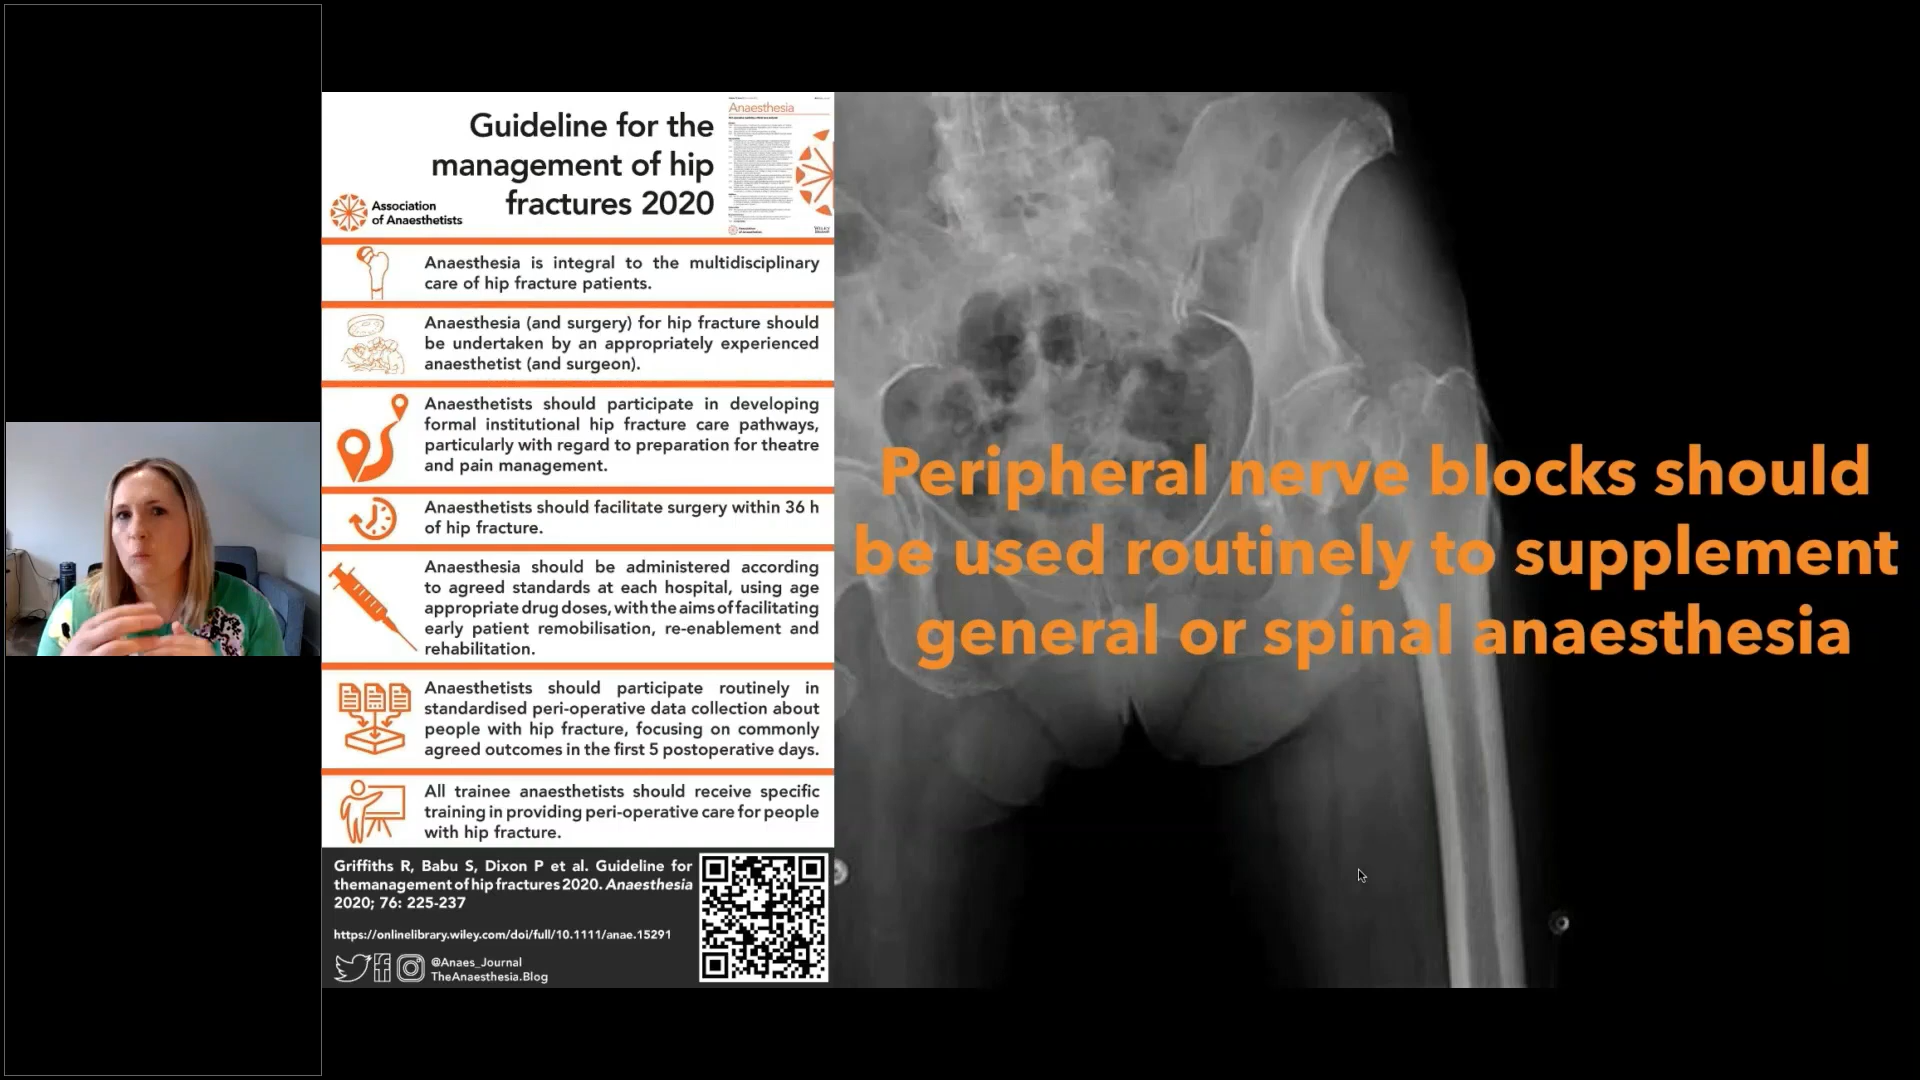 Guideline for the
management of hip
fractures 2020
Association
of Anaesthetists
Anaesthesia
Anaesthesia is integral to the multidisciplinary
care of hip fracture patients.
Anaesthesia (and surgery) for hip fracture should
be undertaken by an appropriately experienced
anaesthetist (and surgeon).
Anaesthetists should participate in developing
formal institutional hip fracture care pathways,
particularly with regard to preparation for theatre
and pain management.
Anaesthetists should facilitate surgery within 36 h
of hip fracture.
Anaesthesia should be administered according
to agreed standards at each hospital, using age
appropriate drug doses, with the aims of facilitating
early patient remobilisation, re-enablement and
rehabilitation.
Anaesthetists should participate routinely in
standardised peri-operative data collection about
people with hip fracture, focusing on commonly
agreed outcomes in the first 5 postoperative days.
All trainee anaesthetists should receive specific
training in providing peri-operative care for people
with hip fracture.
Griffiths R, Babu S, Dixon P et al. Guideline for
themanagement of hip fractures 2020. Anaesthesia
2020; 76: 225-237
https://onlinelibrary.wiley.com/doi/full/10.1111/anae.15291
@Anaes_Journal
TheAnaesthesia.Blog
Peripheral nerve blocks should
be used routinely to supplement
general or spinal anaesthesia